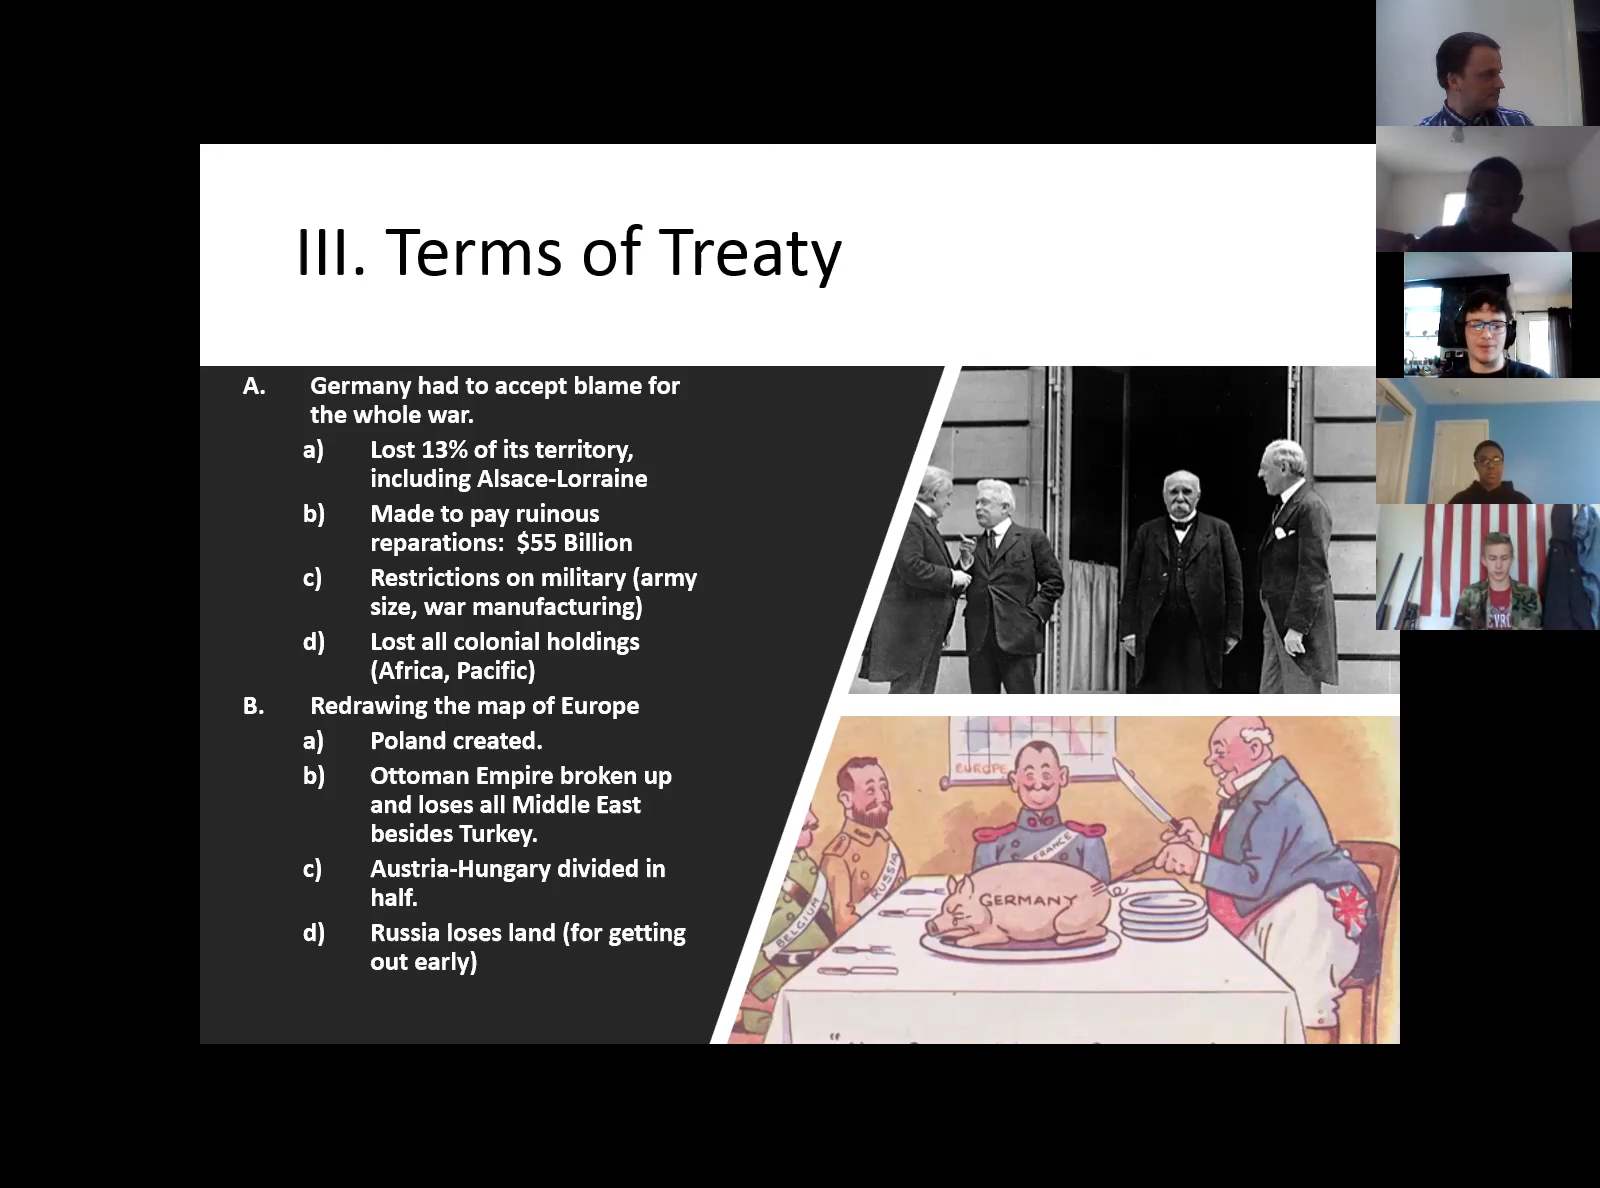 III. Terms of Treaty
A. Germany had to accept blame for
the whole war.
a) Lost 13% of its territory,
including Alsace-Lorraine
b) Made to pay ruinous
reparations: $55 Billion
c) Restrictions on military (army
size, war manufacturing)
d) Lost all colonial holdings
(Africa, Pacific)
B. Redrawing the map of Europe
a) Poland created.
b) Ottoman Empire broken up
and loses all Middle East
besides Turkey.
c) Austria-Hungary divided in
half.
d) Russia loses land (for getting
out early)
EUROPE
FRANCE
RUSSIA
GERMANY
BELGIUM